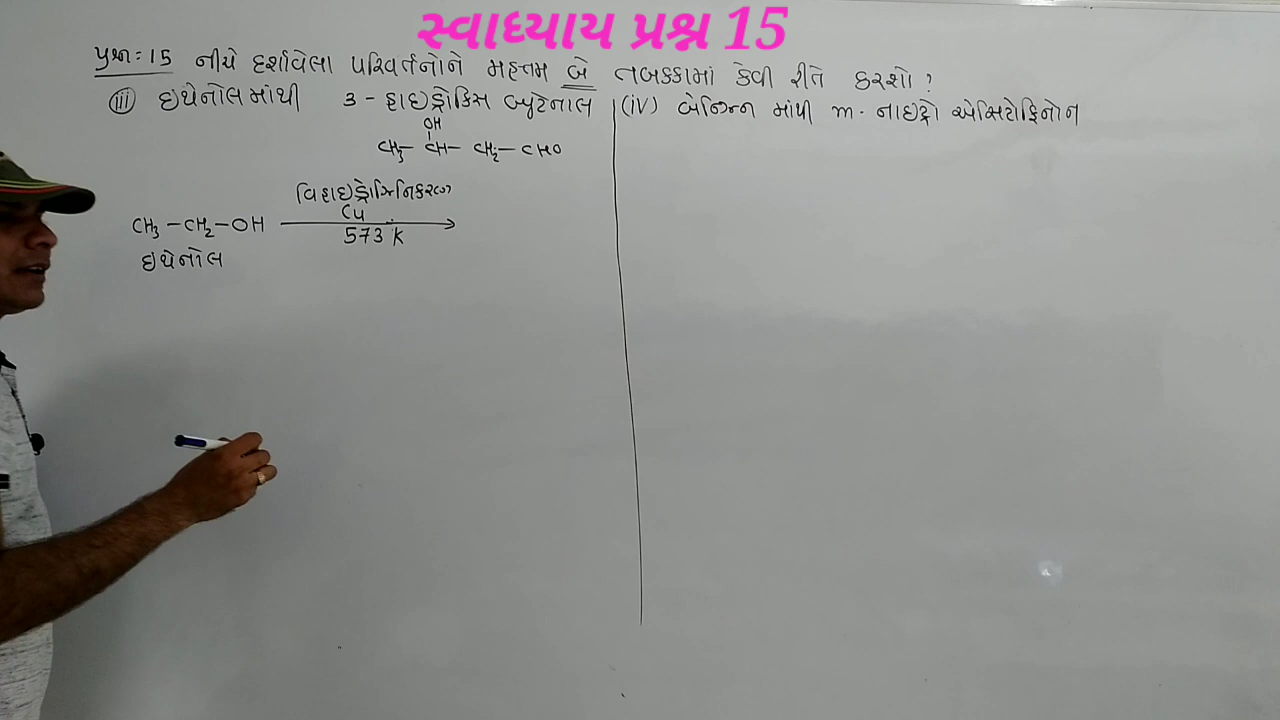 સ્વાધ્યાય પ્રશ્ન 15
પ્રશ્ન:15 નીચે દર્શાવેલા પરિવર્તનોને મહત્તમ બે તબક્કામાં કેવી રીતે કરશો ?
(iii) ઇથેનોલમાંથી 3 - હાઇડ્રોક્સિ બ્યુટેનાલ
OH
CH₃ – CH – CH₂ – CHO
વિહાઇડ્રોજિનિકરણ
CH₃ – CH₂ – OH Cu
573 K
ઇથેનોલ
(iv) બેન્ઝિન માંથી m - નાઇટ્રો એસિટોફિનોન